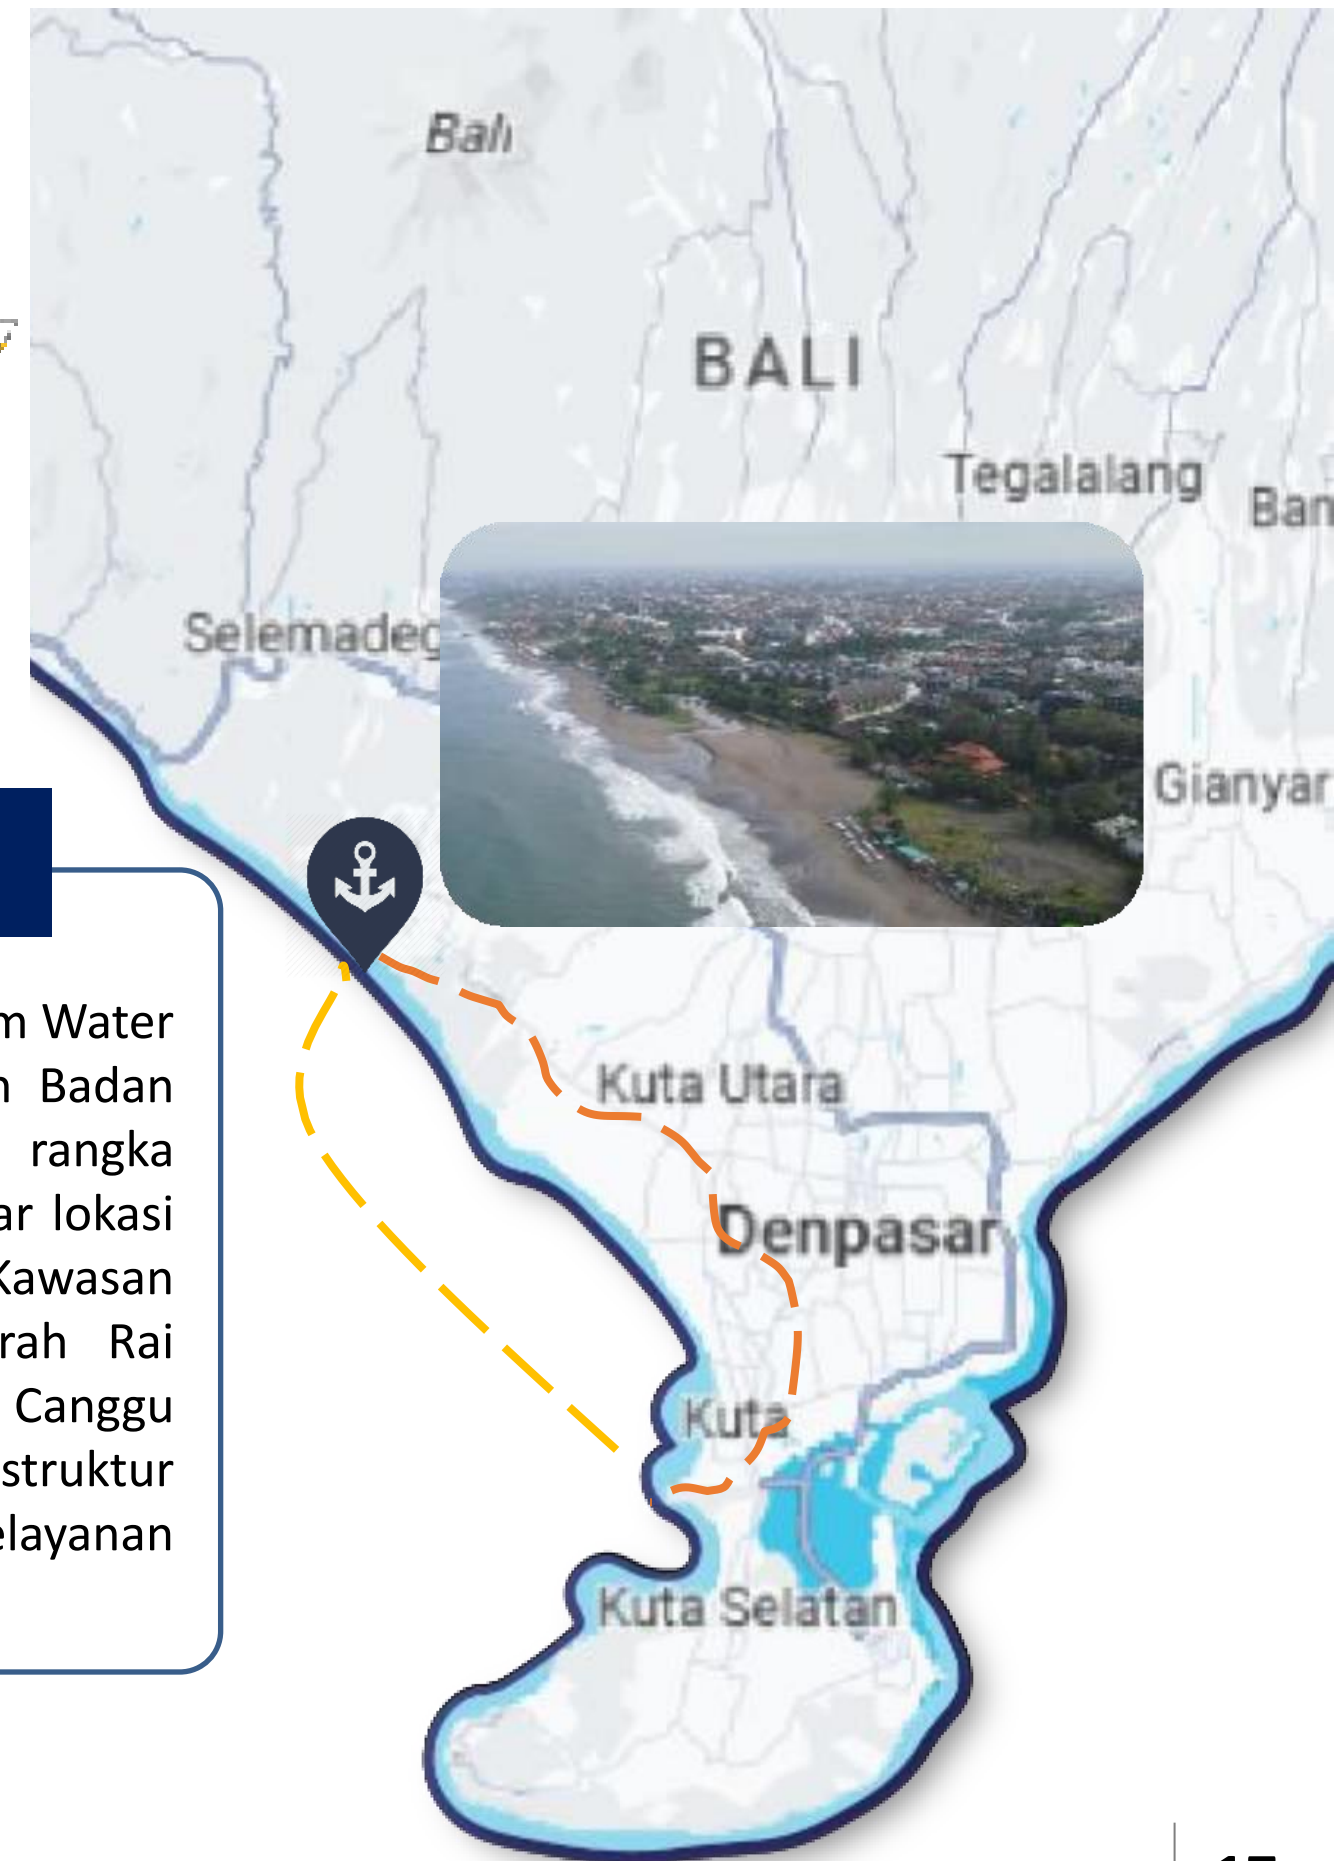 Bali
BALI
Tegalalang
Ban
Selemadeg
Gianyar
m Water
Badan
rangka
ar lokasi
Kawasan
rah Rai
Canggu
struktur
elayanan
Kuta Utara
Denpasar
Kuta
Kuta Selatan